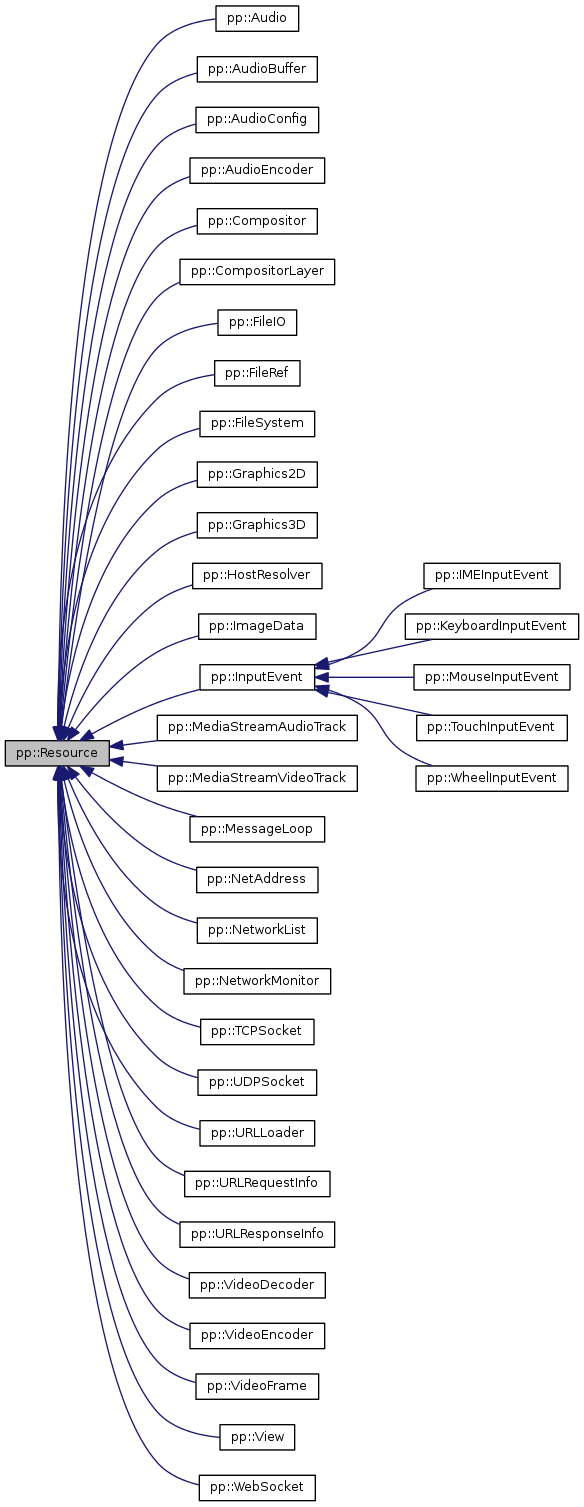 pp::Audio
pp::AudioBuffer
pp::AudioConfig
pp::AudioEncoder
pp::Compositor
pp::CompositorLayer
pp::FileIO
pp::FileRef
pp::FileSystem
pp::Graphics2D
pp::Graphics3D
pp::HostResolver
pp::IMEInputEvent
pp::ImageData
pp::KeyboardInputEvent
pp::InputEvent
pp::MouseInputEvent
pp::MediaStreamAudioTrack
pp::TouchInputEvent
pp::Resource
pp::MediaStreamVideoTrack
pp::WheelInputEvent
pp::MessageLoop
pp::NetAddress
pp::NetworkList
pp::NetworkMonitor
pp::TCPSocket
pp::UDPSocket
pp::URLLoader
pp::URLRequestInfo
pp::URLResponseInfo
pp::VideoDecoder
pp::VideoEncoder
pp::VideoFrame
pp::View
pp::WebSocket